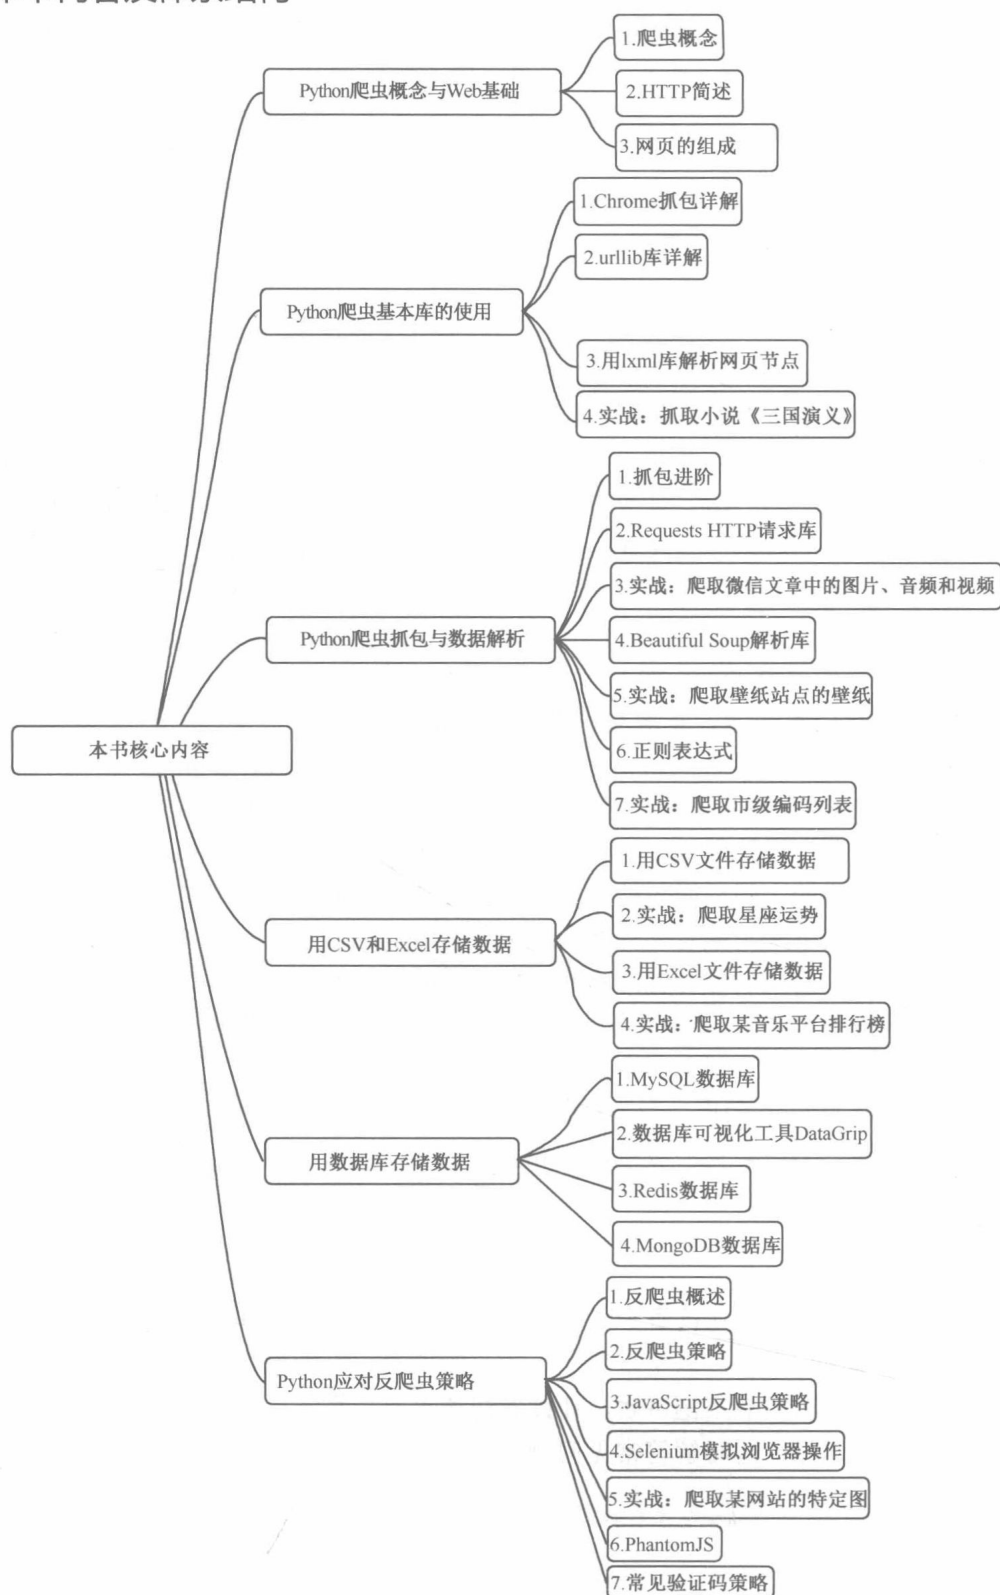 Python爬虫概念与Web基础
1.爬虫概念
2.HTTP简述
3.网页的组成
Python爬虫基本库的使用
1.Chrome抓包详解
2.urllib库详解
3.用lxml库解析网页节点
4.实战：抓取小说《三国演义》
Python爬虫抓包与数据解析
1.抓包进阶
2.Requests HTTP请求库
3.实战：爬取微信文章中的图片、音频和视频
4.Beautiful Soup解析库
5.实战：爬取壁纸站点的壁纸
6.正则表达式
7.实战：爬取市级编码列表
本书核心内容
用CSV和Excel存储数据
1.用CSV文件存储数据
2.实战：爬取星座运势
3.用Excel文件存储数据
4.实战：爬取某音乐平台排行榜
用数据库存储数据
1.MySQL数据库
2.数据库可视化工具DataGrip
3.Redis数据库
4.MongoDB数据库
Python应对反爬虫策略
1.反爬虫概述
2.反爬虫策略
3.JavaScript反爬虫策略
4.Selenium模拟浏览器操作
5.实战：爬取某网站的特定图
6.PhantomJS
7.常见验证码策略